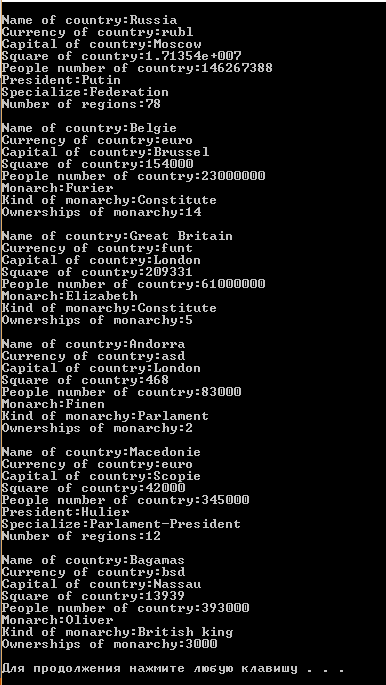 Name of country:Russia
Currency of country:rubl
Capital of country:Moscow
Square of country:1.71354e+007
People number of country:146267388
President:Putin
Specialize:Federation
Number of regions:78
Name of country:Belgie
Currency of country:euro
Capital of country:Brussel
Square of country:154000
People number of country:23000000
Monarch:Furier
Kind of monarchy:Constitute
Ownerships of monarchy:14
Name of country:Great Britain
Currency of country:funt
Capital of country:London
Square of country:209331
People number of country:61000000
Monarch:Elizabeth
Kind of monarchy:Constitute
Ownerships of monarchy:5
Name of country:Andorra
Currency of country:asd
Capital of country:London
Square of country:468
People number of country:83000
Monarch:Finen
Kind of monarchy:Parlament
Ownerships of monarchy:2
Name of country:Macedonie
Currency of country:euro
Capital of country:Scopie
Square of country:42000
People number of country:345000
President:Hulier
Specialize:Parlament-President
Number of regions:12
Name of country:Bagamas
Currency of country:bsd
Capital of country:Nassau
Square of country:13939
People number of country:393000
Monarch:Oliver
Kind of monarchy:British king
Ownerships of monarchy:3000
Для продолжения нажмите любую клавишу . . .